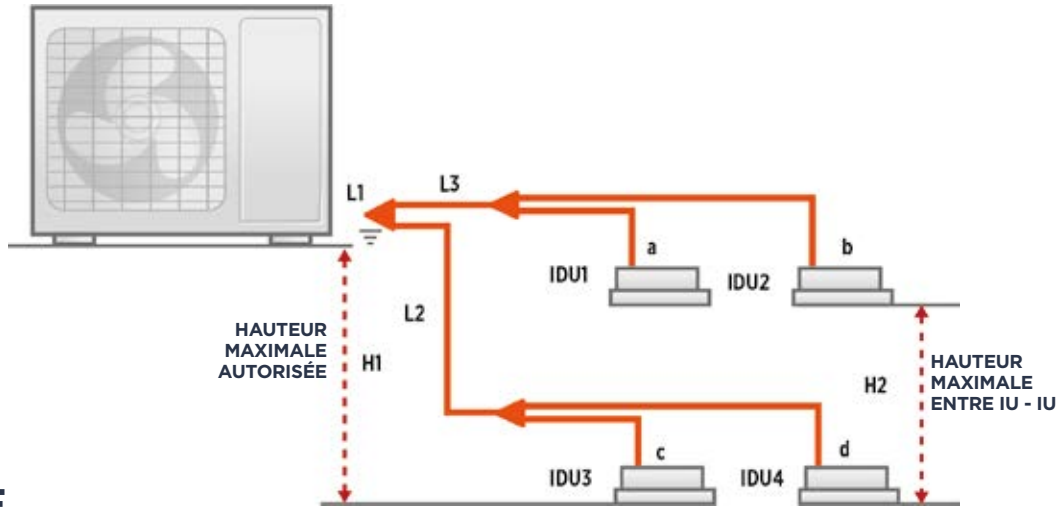 L1
L3
a
b
IDU1
IDU2
L2
HAUTEUR
MAXIMALE
AUTORISÉE
H1
H2
HAUTEUR
MAXIMALE
ENTRE IU - IU
c
d
IDU3
IDU4